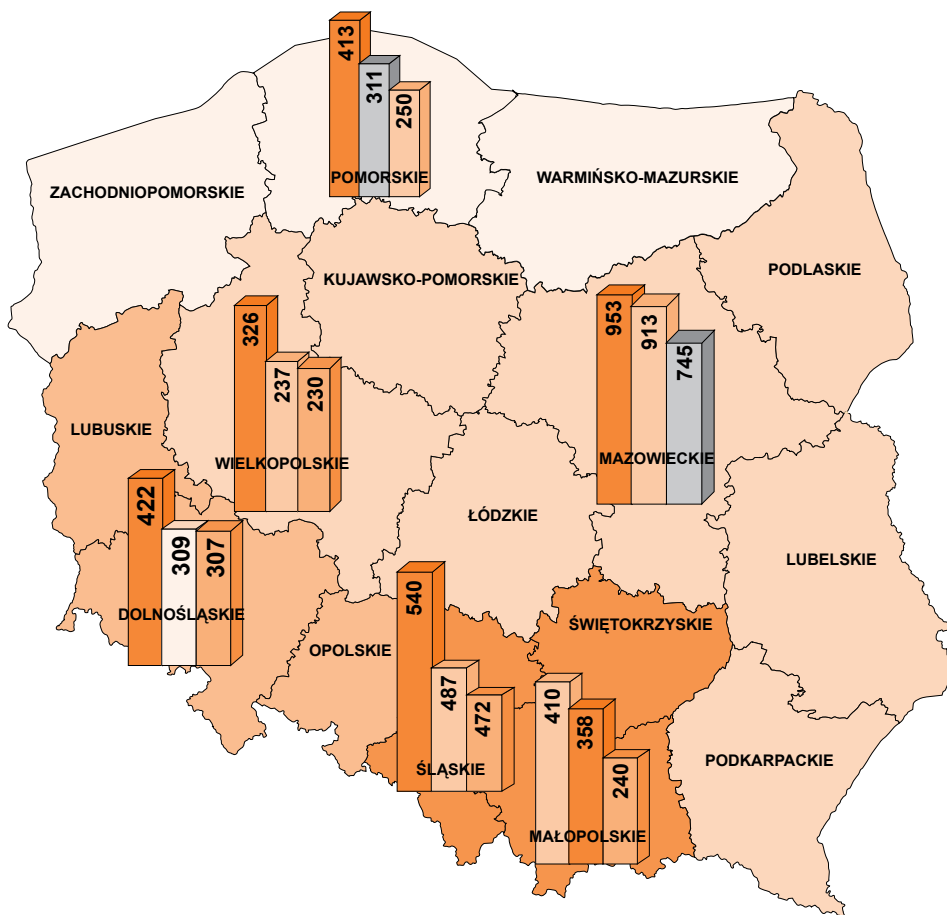 413
311
250
POMORSKIE
ZACHODNIOPOMORSKIE
WARMIŃSKO-MAZURSKIE
KUJAWSKO-POMORSKIE
PODLASKIE
326
237
230
WIELKOPOLSKIE
953
913
745
MAZOWIECKIE
LUBUSKIE
422
309
307
DOLNOŚLĄSKIE
ŁÓDZKIE
LUBELSKIE
OPOLSKIE
540
487
472
ŚLĄSKIE
ŚWIĘTOKRZYSKIE
410
358
240
MAŁOPOLSKIE
PODKARPACKIE